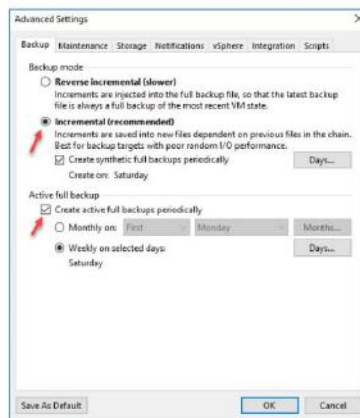 Advanced Settings
Backup Maintenance Storage Notifications vSphere Integration Scripts
Backup mode
Reverse incremental (slower)
Increments are injected into the full backup file, so that the latest backup
file is always a full backup of the most recent VM state.
Incremental (recommended)
Increments are saved into new files dependent on previous files in the chain.
Best for backup targets with poor random I/O performance.
Create synthetic full backups periodically Days...
Create on: Saturday
Active full backup
Create active full backups periodically
Monthly on: First Monday Months...
Weekly on selected days: Days...
Saturday
Save As Default OK Cancel